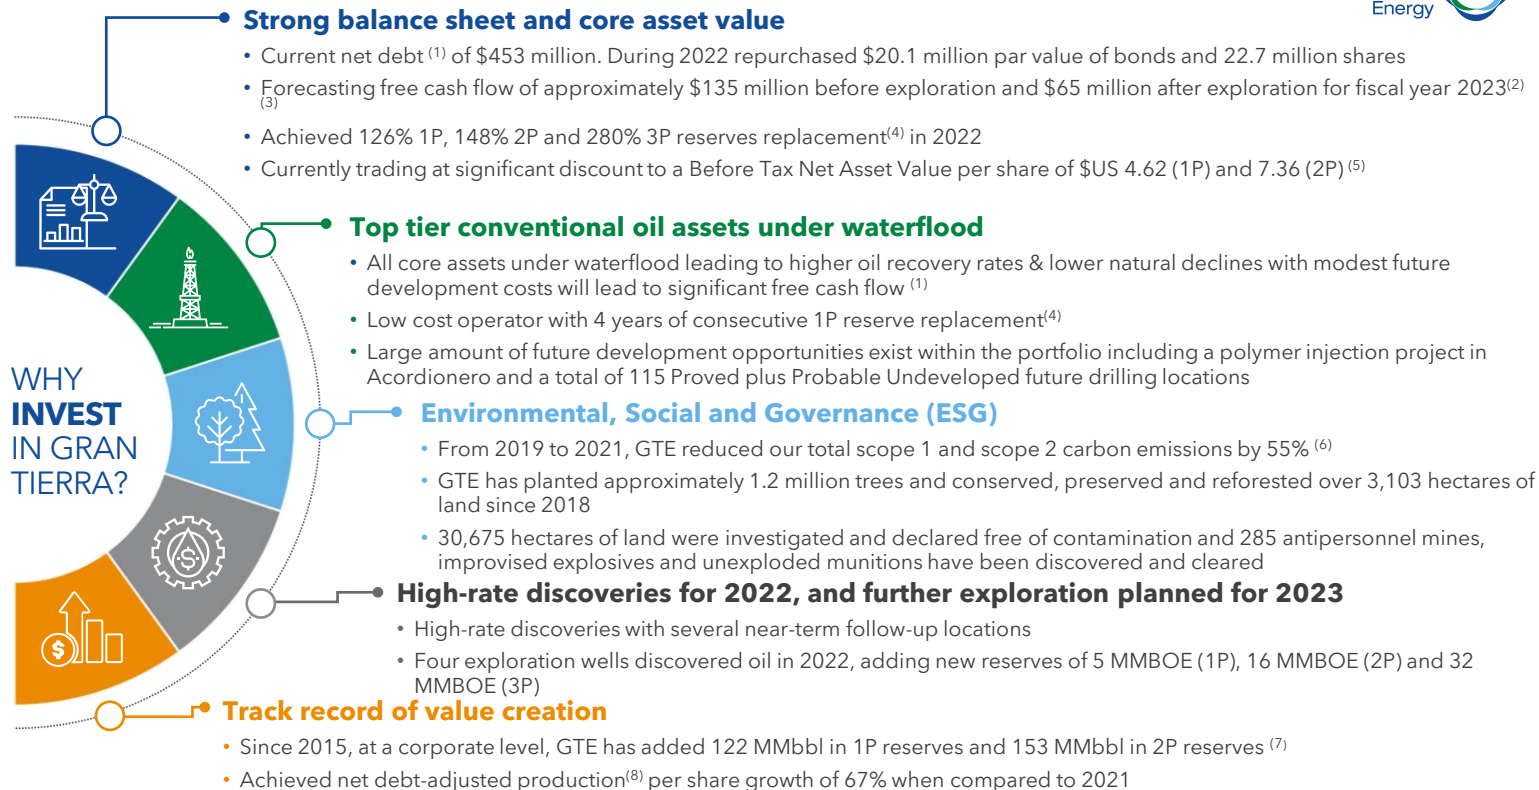 Energy
Strong balance sheet and core asset value
• Current net debt (1) of $453 million. During 2022 repurchased $20.1 million par value of bonds and 22.7 million shares
• Forecasting free cash flow of approximately $135 million before exploration and $65 million after exploration for fiscal year 2023(2)
(3)
• Achieved 126% 1P, 148% 2P and 280% 3P reserves replacement(4) in 2022
• Currently trading at significant discount to a Before Tax Net Asset Value per share of $US 4.62 (1P) and 7.36 (2P) (5)
Top tier conventional oil assets under waterflood
• All core assets under waterflood leading to higher oil recovery rates & lower natural declines with modest future
development costs will lead to significant free cash flow (1)
• Low cost operator with 4 years of consecutive 1P reserve replacement(4)
• Large amount of future development opportunities exist within the portfolio including a polymer injection project in
Acordionero and a total of 115 Proved plus Probable Undeveloped future drilling locations
WHY
INVEST
IN GRAN
TIERRA?
Environmental, Social and Governance (ESG)
• From 2019 to 2021, GTE reduced our total scope 1 and scope 2 carbon emissions by 55% (6)
• GTE has planted approximately 1.2 million trees and conserved, preserved and reforested over 3,103 hectares of
land since 2018
• 30,675 hectares of land were investigated and declared free of contamination and 285 antipersonnel mines,
improvised explosives and unexploded munitions have been discovered and cleared
High-rate discoveries for 2022, and further exploration planned for 2023
• High-rate discoveries with several near-term follow-up locations
• Four exploration wells discovered oil in 2022, adding new reserves of 5 MMBOE (1P), 16 MMBOE (2P) and 32
MMBOE (3P)
$
$
Track record of value creation
• Since 2015, at a corporate level, GTE has added 122 MMbbl in 1P reserves and 153 MMbbl in 2P reserves (7)
• Achieved net debt-adjusted production(8) per share growth of 67% when compared to 2021